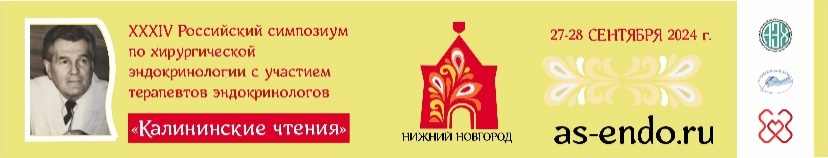 XXXIV Российский симпозиум
по хирургической
эндокринологии с участием
терапевтов эндокринологов
«Калининские чтения»
НИЖНИЙ НОВГОРОД
27-28 СЕНТЯБРЯ 2024 г.
as-endo.ru
АЭХ